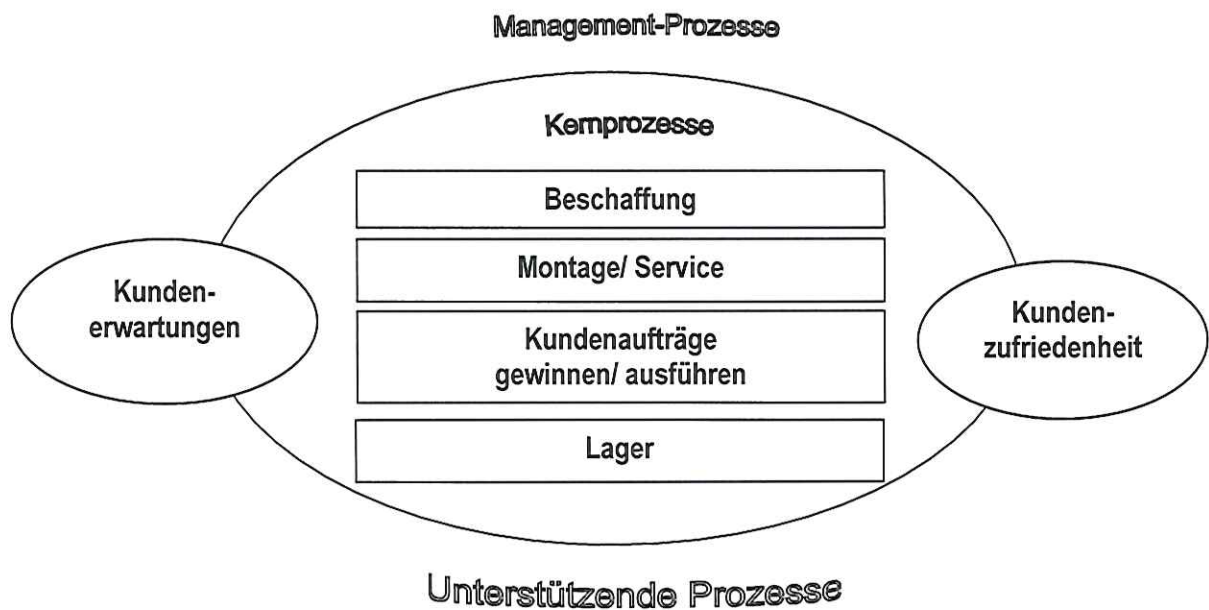 Management-Prozesse
Kernprozesse
Beschaffung
Montage/ Service
Kunden-
erwartungen
Kundenaufträge
gewinnen/ ausführen
Kunden-
zufriedenheit
Lager
Unterstützende Prozesse